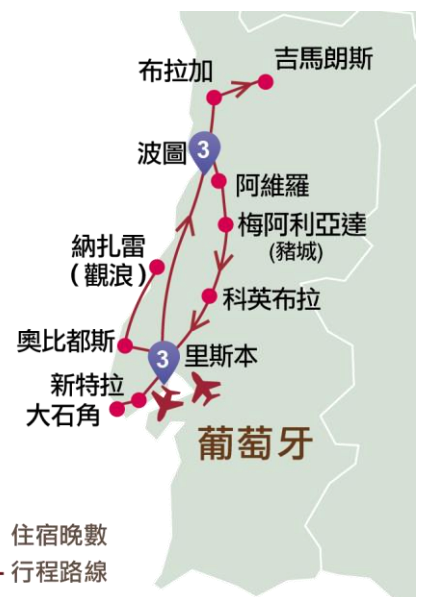 吉馬朗斯
布拉加
波圖
3
阿維羅
梅阿利亞達
(豬城)
納扎雷
(觀浪)
科英布拉
奧比都斯
3
里斯本
新特拉
大石角
葡萄牙
住宿晚數
行程路線